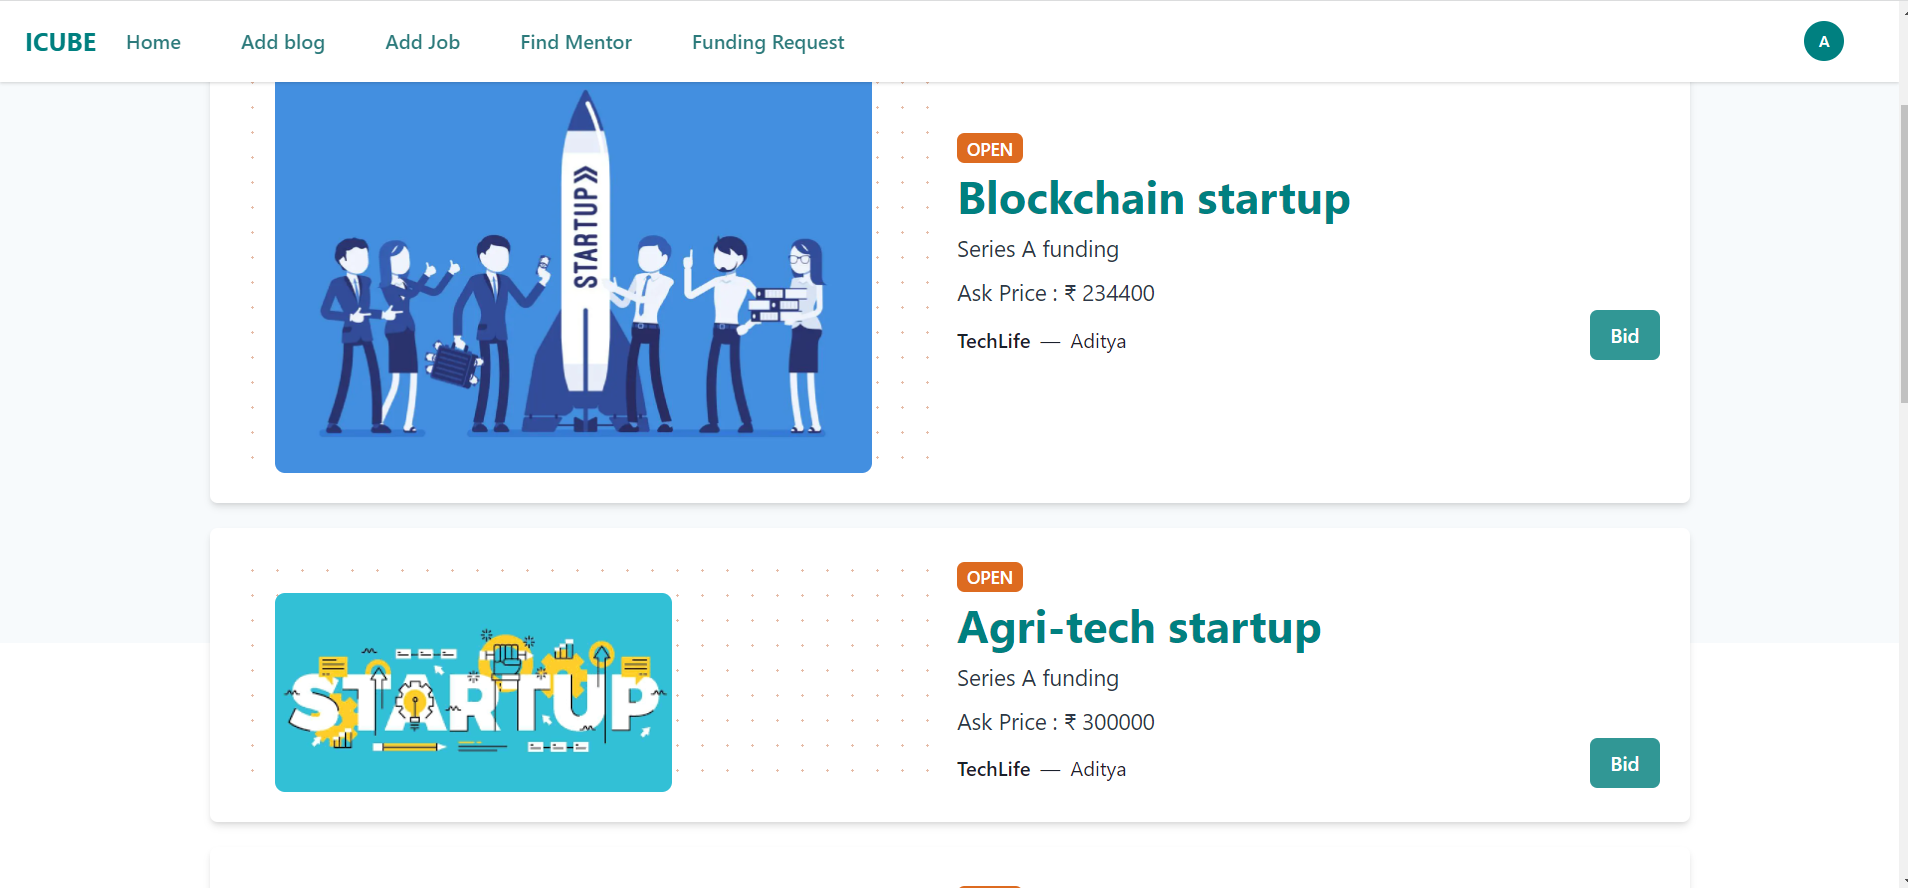 ICUBE Home Add blog Add Job Find Mentor Funding Request A
STARTUP
OPEN
Blockchain startup
Series A funding
Ask Price : ₹ 234400
TechLife — Aditya
Bid
STARTUP
OPEN
Agri-tech startup
Series A funding
Ask Price : ₹ 300000
TechLife — Aditya
Bid